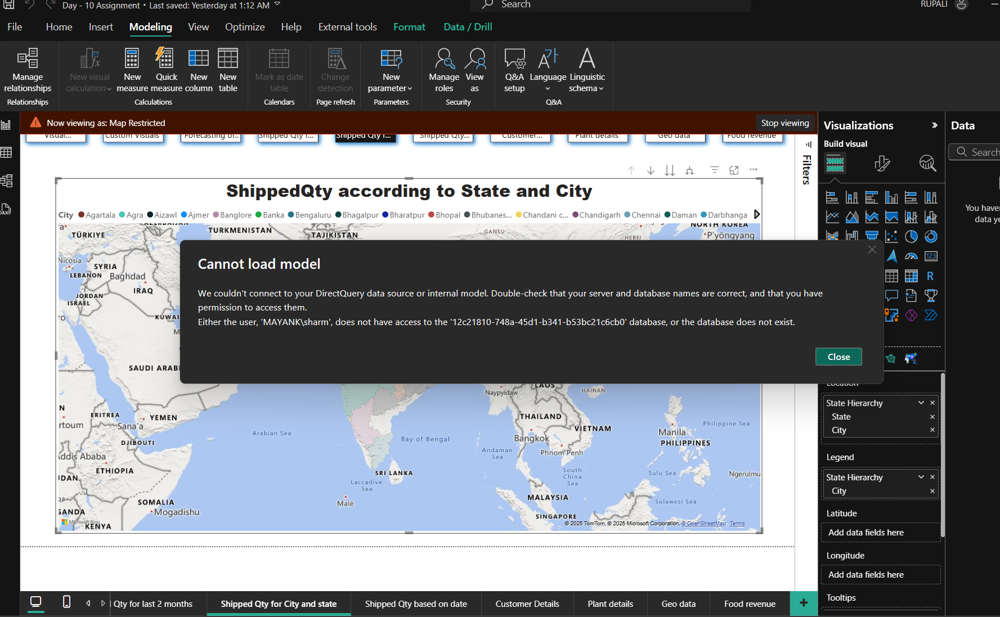 Day - 10 Assignment • Last saved: Yesterday at 1:12 AM
Search
RUPALI
File Home Insert Modeling View Optimize Help External tools Format Data / Drill
Manage relationships
New visual calculation
New measure
Quick measure
New column
New table
Mark as date table
Change detection
New parameter
Manage roles
View as
Q&A setup
Language
Linguistic schema
Relationships
Calculations
Calendars
Page refresh
Parameters
Security
Q&A
Now viewing as: Map Restricted
Stop viewing
Visual...
Custom Visuals
Forecasting of..
Shipped Qty f...
Shipped Qty f...
Shipped Qty...
Customer...
Plant details
Geo data
Food revenue
Filters
ShippedQty according to State and City
City Agartala Agra Aizawl Ajmer Banglore Banka Bengaluru Bhagalpur Bharatpur Bhopal Bhubanes... Chandani c... Chandigarh Chennai Daman Darbhanga
AZERBAIJAN
TÜRKIYE
TURKMENISTAN
TAJIKISTAN
GANSU
HEBEI
NORTH KOREA
P'yŏngyang
Nicosia
SYRIA
LEBANON
Baghdad
IRAQ
JORDAN
ISRAEL
KUWAI
SAUDI ARABI
Cannot load model
We couldn't connect to your DirectQuery data source or internal model. Double-check that your server and database names are correct, and that you have
permission to access them.
Either the user, 'MAYANK\sharm', does not have access to the '12c21810-748a-45d1-b341-b53bc21c6cb0' database, or the database does not exist.
Close
LAOS
Naypyidaw
HAINAN
ERITREA
YEMEN
rtoum
Sana'a
DJIBOUTI
Arabian Sea
Bay of Bengal
THAILAND
VIETNAM
Bangkok
Philippine Sea
Manila
PHILIPPINES
Andaman
Sea
Phnom Penh
ddis Ababa
ETHIOPIA
UDAN
SRI LANKA
Laccadive
Sea
South
China
Sea
Sulu Sea
Ngerulmu
Malé
MALAYSIA
Sulawesi Sea
SOMALIA
Mogadishu
GANDA
SINGAPORE
Microsoft Bing
KENYA
© 2025 TomTom, © 2025 Microsoft Corporation, © OpenStreetMap Terms
Visualizations
Build visual
123
R
Location
State Hierarchy
State
City
Legend
State Hierarchy
City
Latitude
Add data fields here
Longitude
Add data fields here
Tooltips
Data
Search
You haven
data ye
DAX
Qty for last 2 months
Shipped Qty for City and state
Shipped Qty based on date
Customer Details
Plant details
Geo data
Food revenue
+